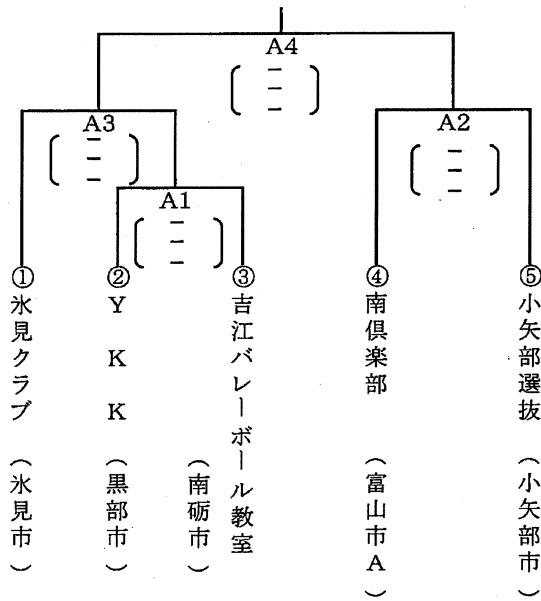 A4
〔 － 〕
－
－
A3
〔 － 〕
－
－
A2
〔 － 〕
－
－
A1
〔 － 〕
－
－
① 氷見クラブ （氷見市）
② YKK （黒部市）
③ 吉江バレーボール教室 （南砺市）
④ 南倶楽部 （富山市A）
⑤ 小矢部選抜 （小矢部市）